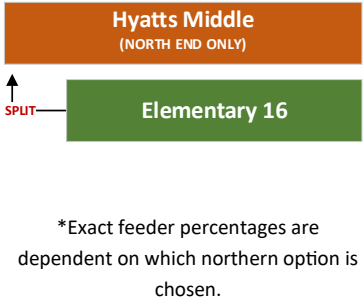 Hyatts Middle
(NORTH END ONLY)
SPLIT
Elementary 16
*Exact feeder percentages are
dependent on which northern option is
chosen.